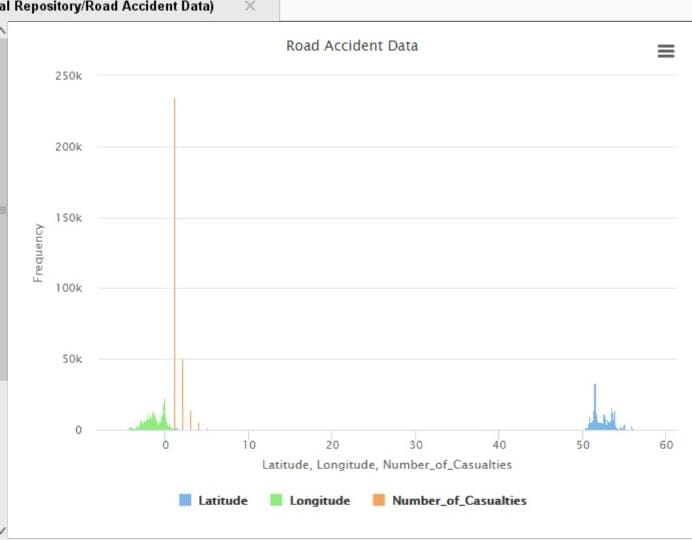 al Repository/Road Accident Data)
Road Accident Data
250k
200k
150k
100k
50k
0
Frequency
0 10 20 30 40 50 60
Latitude, Longitude, Number_of_Casualties
Latitude Longitude Number_of_Casualties